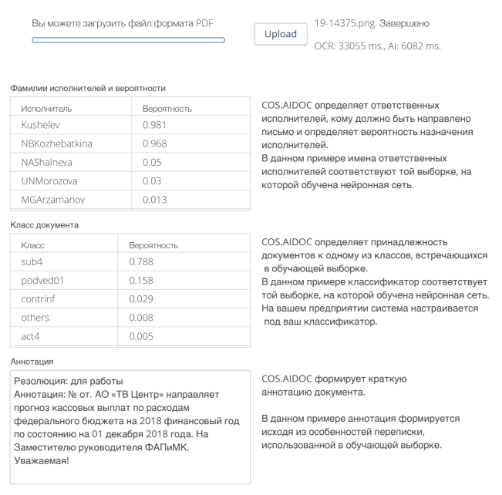 Вы можете загрузить файл формата PDF
Upload
19-14375.png. Завершено
OCR: 33055 ms., AI: 6082 ms.
Фамилии исполнителей и вероятности
Исполнитель Вероятность
Kushelev 0.981
NBKozhebatkina 0.968
NAShalneva 0.05
UNMorozova 0.03
MGArzamanov 0.013
COS.AIDOC определяет ответственных
исполнителей, кому должно быть направлено
письмо и определяет вероятность назначения
исполнителей.
В данном примере имена ответственных
исполнителей соответствуют той выборке, на
которой обучена нейронная сеть.
Класс документа
Класс Вероятность
sub4 0.788
podved01 0.158
contrinf 0.029
others 0.008
act4 0.005
COS.AIDOC определяет принадлежность
документов к одному из классов, встречающихся
в обучающей выборке.
В данном примере классификатор соответствует
той выборке, на которой обучена нейронная сеть.
На вашем предприятии система настраивается
под ваш классификатор.
Аннотация
Резолюция: для работы
Аннотация: № от. АО «ТВ Центр» направляет
прогноз кассовых выплат по расходам
федерального бюджета на 2018 финансовый год
по состоянию на 01 декабря 2018 года. На
Заместителю руководителя ФАПиМК.
Уважаемая!
COS.AIDOC формирует краткую
аннотацию документа.
В данном примере аннотация формируется
исходя из особенностей переписки,
использованной в обучающей выборке.